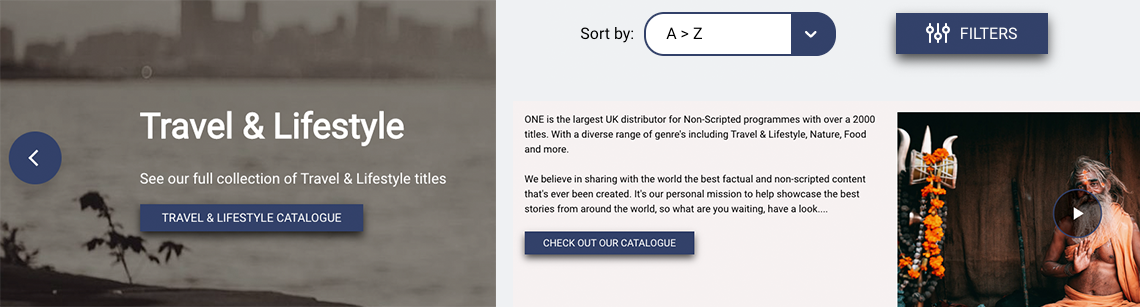 Travel & Lifestyle
See our full collection of Travel & Lifestyle titles
TRAVEL & LIFESTYLE CATALOGUE
Sort by:
A > Z
FILTERS
ONE is the largest UK distributor for Non-Scripted programmes with over a 2000
titles. With a diverse range of genre's including Travel & Lifestyle, Nature, Food
and more.
We believe in sharing with the world the best factual and non-scripted content
that's ever been created. It's our personal mission to help showcase the best
stories from around the world, so what are you waiting, have a look....
CHECK OUT OUR CATALOGUE